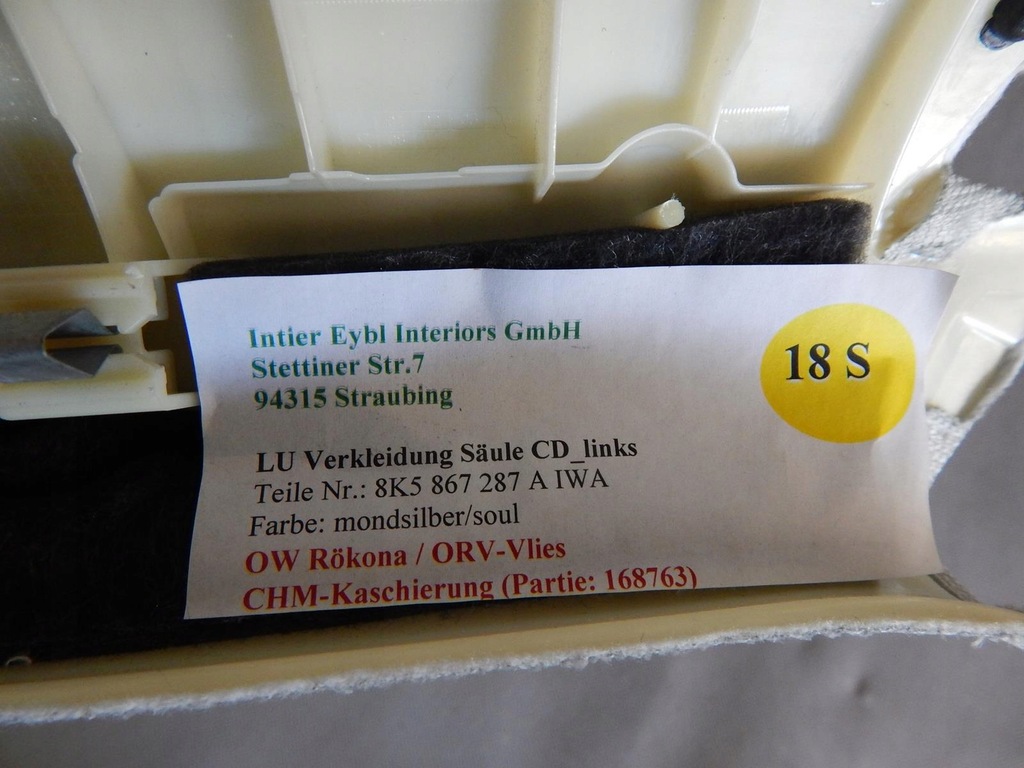 Intier Eybl Interiors GmbH
Stettiner Str.7
94315 Straubing
18 S
LU Verkleidung Säule CD_links
Teile Nr.: 8K5 867 287 A IWA
Farbe: mondsilber/soul
OW Rökona / ORV-Vlies
CHM-Kaschierung (Partie: 168763)